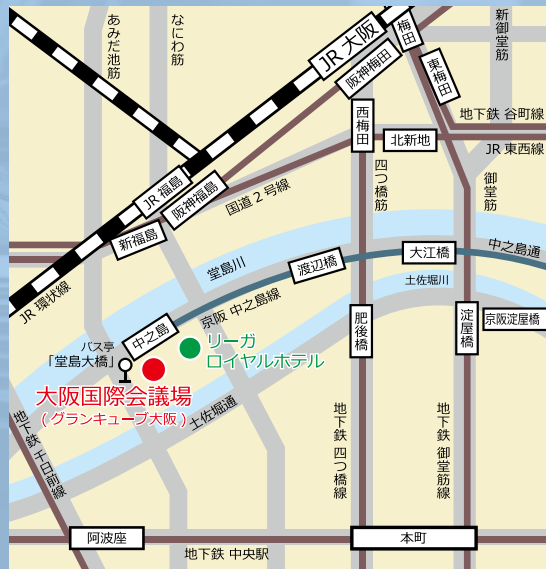 あみだ池筋
なにわ筋
JR 大阪
梅田
新御堂筋
阪神梅田
東梅田
西梅田
地下鉄 谷町線
北新地
JR 東西線
四つ橋筋
御堂筋
JR 福島
阪神福島
国道2号線
新福島
堂島川
渡辺橋
大江橋
中之島通
土佐堀川
JR 環状線
京阪 中之島線
中之島
肥後橋
淀屋橋
京阪淀屋橋
バス亭
「堂島大橋」
リーガ
ロイヤルホテル
大阪国際会議場
(グランキューブ大阪)
土佐堀通
地下鉄 千日前線
地下鉄 四つ橋線
地下鉄 御堂筋線
阿波座
本町
地下鉄 中央駅